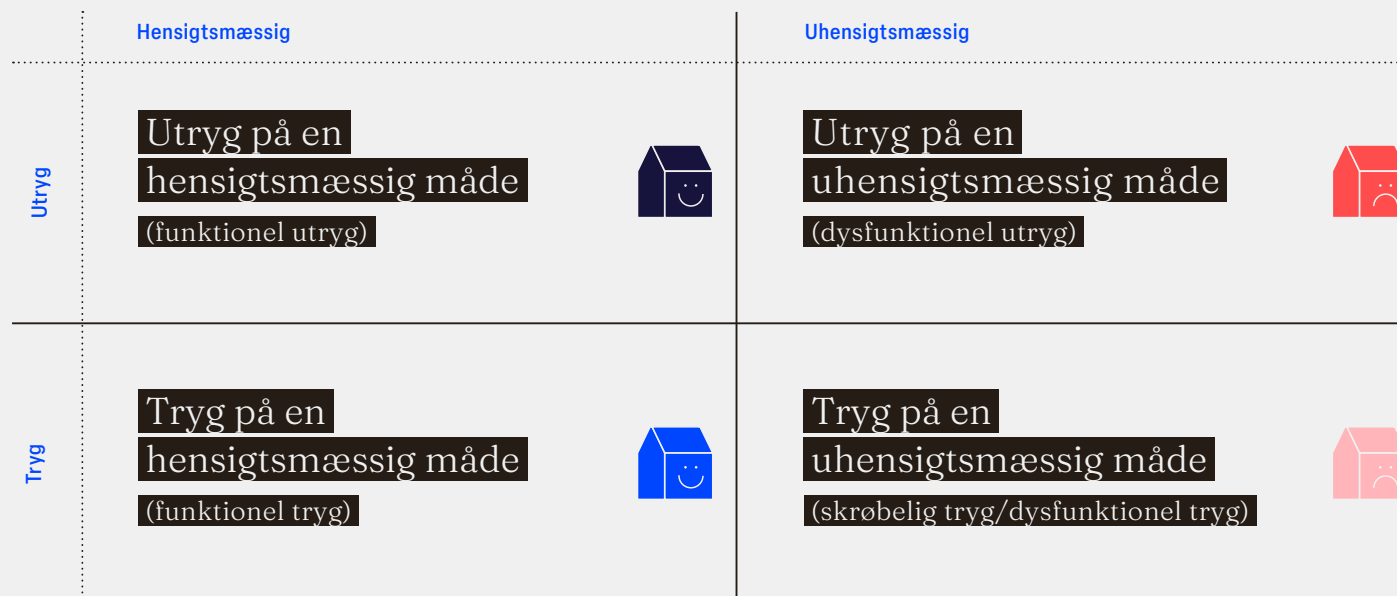 Hensigtsmæssig
Uhensigtsmæssig
Utryg
Utryg på en
hensigtsmæssig måde
(funktionel utryg)
Utryg på en
uhensigtsmæssig måde
(dysfunktionel utryg)
Tryg
Tryg på en
hensigtsmæssig måde
(funktionel tryg)
Tryg på en
uhensigtsmæssig måde
(skrøbelig tryg/dysfunktionel tryg)